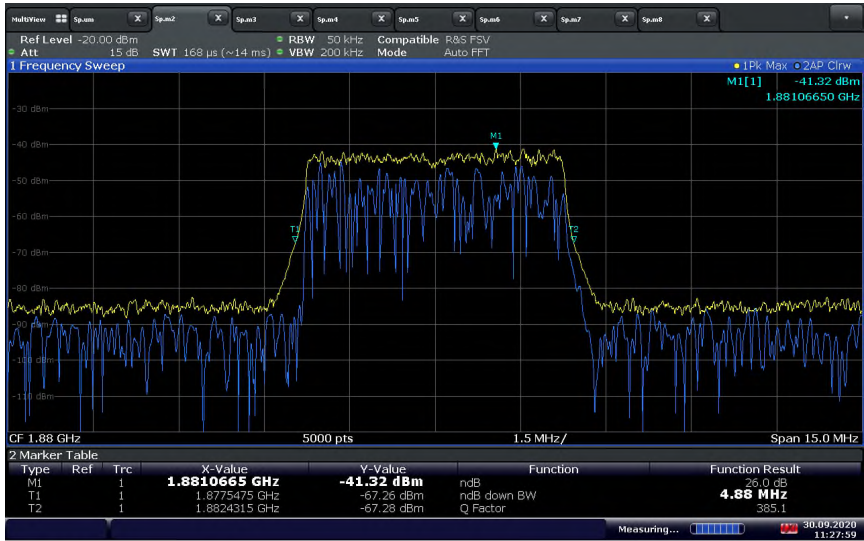 MultiView Sp.um X Sp.m2 X Sp.m3 X Sp.m4 X Sp.m5 X Sp.m6 X Sp.m7 X Sp.m8 X
Ref Level -20.00 dBm RBW 50 kHz Compatible R&S FSV
Att 15 dB SWT 168 µs (~14 ms) VBW 200 kHz Mode Auto FFT
1 Frequency Sweep 1Pk Max 2AP Clrw
M1[1] -41.32 dBm
1.88106650 GHz
-30 dBm
M1
-40 dBm
-50 dBm
-60 dBm
T1 T2
-70 dBm
-80 dBm
-90 dBm
-100 dBm
-110 dBm
CF 1.88 GHz 5000 pts 1.5 MHz/ Span 15.0 MHz
2 Marker Table
Type Ref Trc X-Value Y-Value Function Function Result
M1 1 1.8810665 GHz -41.32 dBm ndB 26.0 dB
T1 1 1.8775475 GHz -67.26 dBm ndB down BW 4.88 MHz
T2 1 1.8824315 GHz -67.28 dBm Q Factor 385.1
Measuring... 30.09.2020
11:27:59